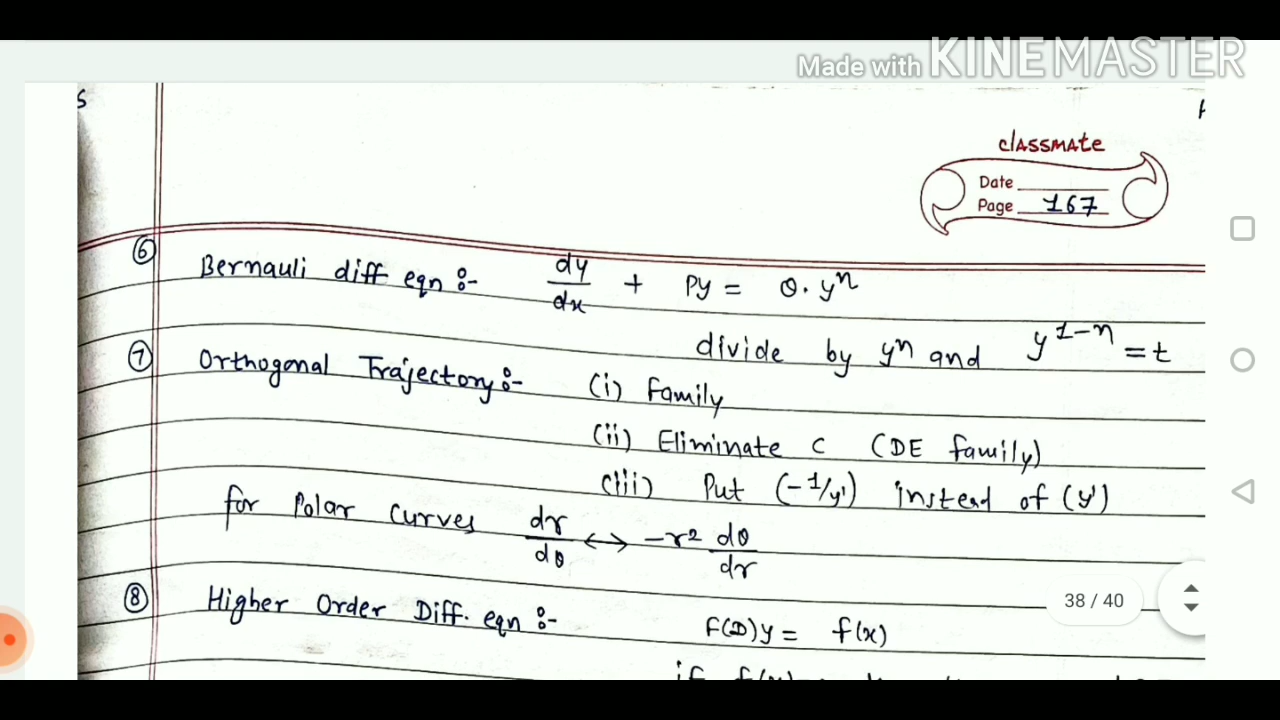 Made with KINEMASTER
classmate
Date
Page 167
⑥ Bernauli diff eqn :- dy/dx + Py = Q. yⁿ
divide by yⁿ and y^1-n = t
⑦ Orthogonal Trajectory :- (i) Family
(ii) Eliminate c (DE family)
(iii) Put (-1/y') instead of (y')
for Polar Curves dr/dθ ↔ -r² dθ/dr
⑧ Higher Order Diff. eqn :- F(D)y = f(x)
38 / 40